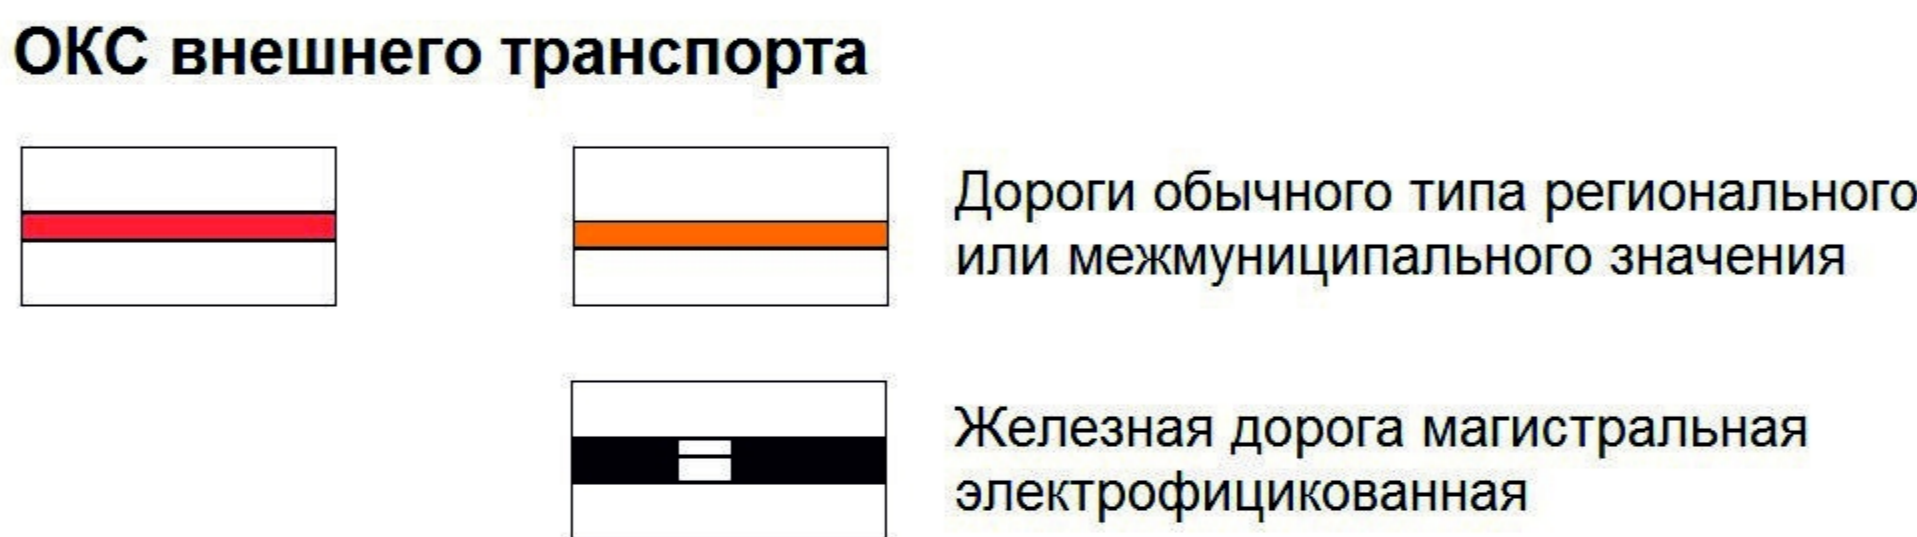 ОКС внешнего транспорта
Дороги обычного типа регионального
или межмуниципального значения
Железная дорога магистральная
электрофицикованная